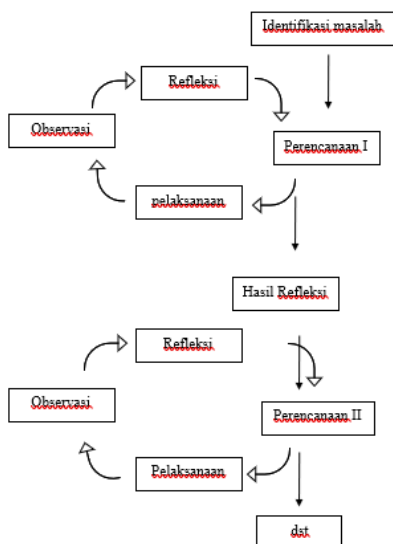 Identifikasi masalah
Refleksi
Observasi
Perencanaan I
pelaksanaan
Hasil Refleksi
Refleksi
Observasi
Perencanaan II
Pelaksanaan
dst